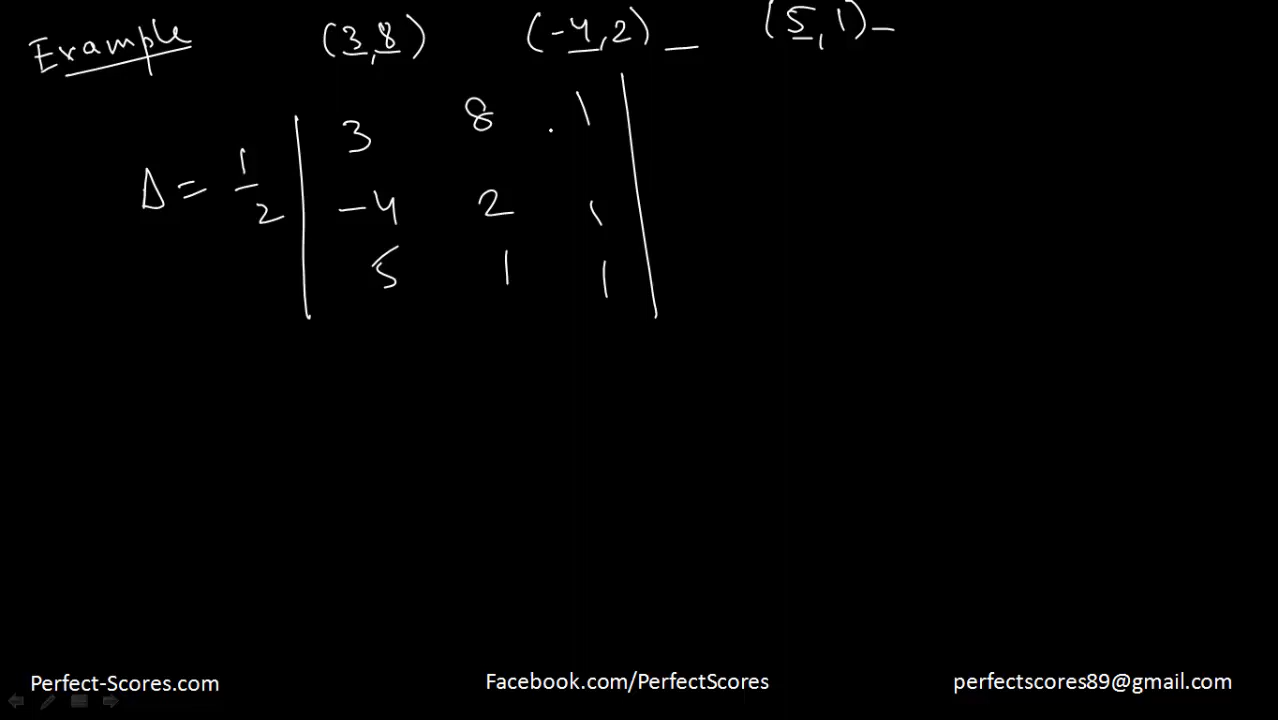 Example (3,8) (-4,2) (5,1)
Δ = 1/2 | 3 8 1 |
-4 2 1
5 1 1
Perfect-Scores.com Facebook.com/PerfectScores perfectscores89@gmail.com